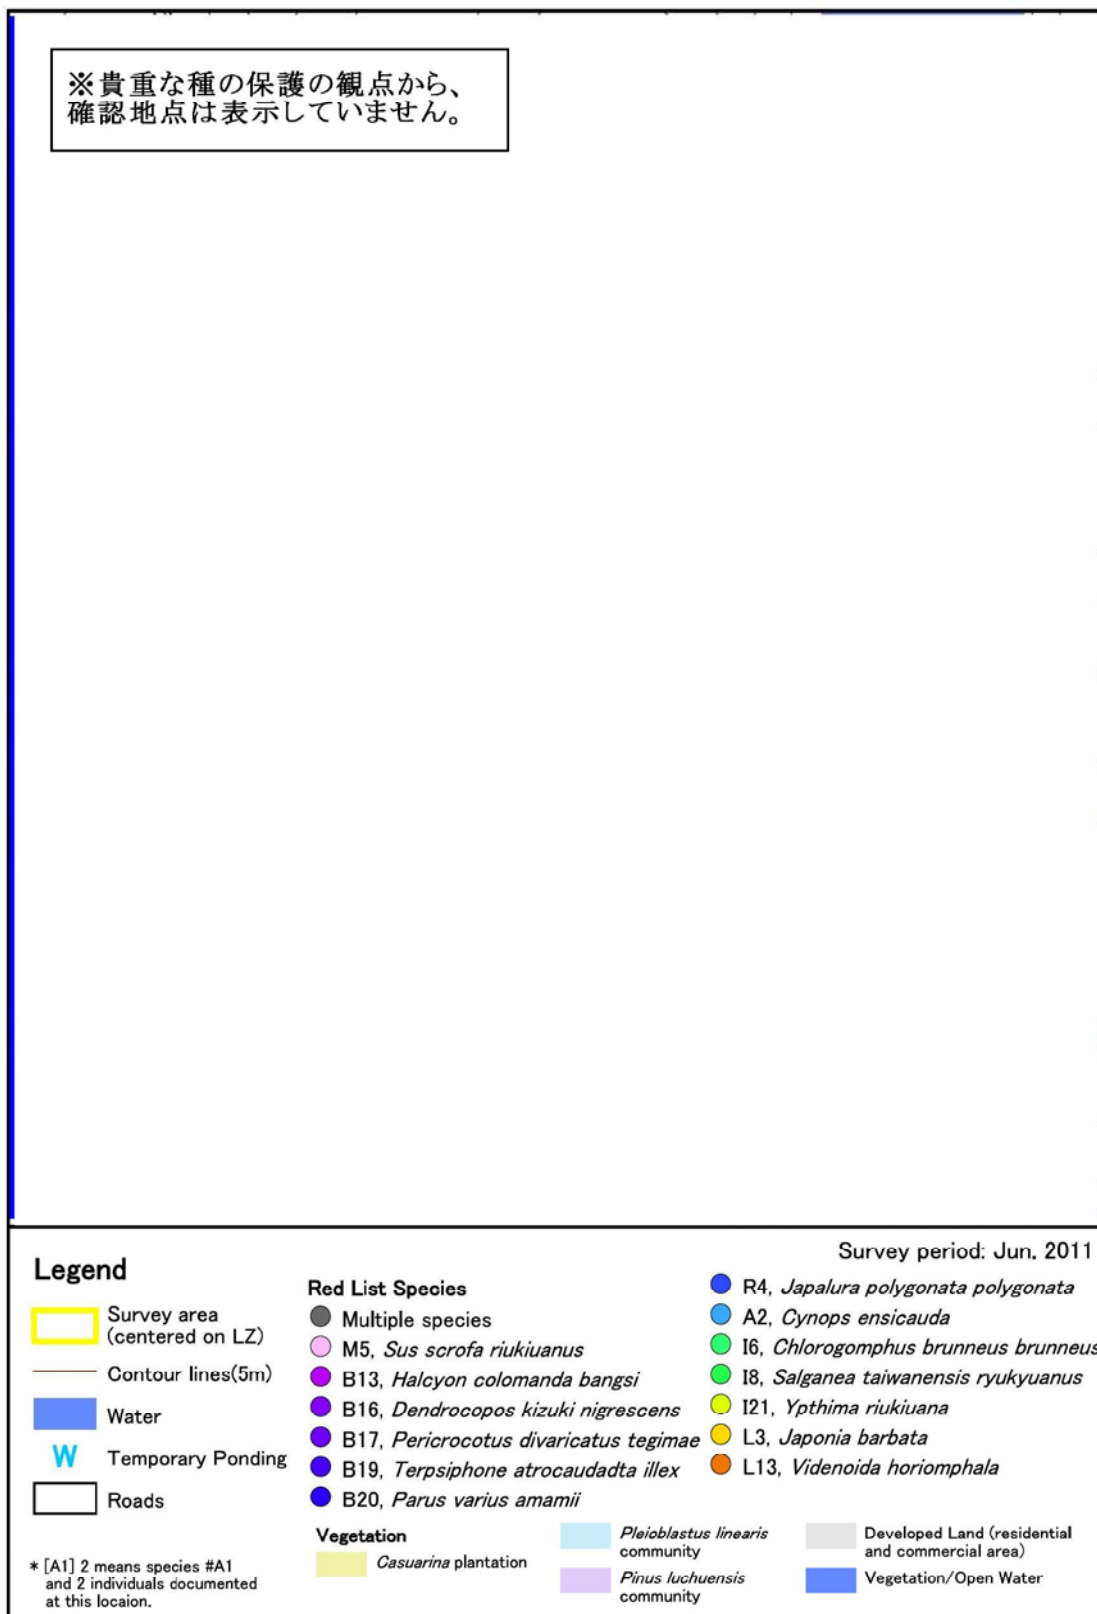 ※貴重な種の保護の観点から、
確認地点は表示していません。
Survey period: Jun. 2011
Legend
Survey area
(centered on LZ)
Contour lines(5m)
Water
W
Temporary Ponding
Roads
* [A1] 2 means species #A1
and 2 individuals documented
at this locaion.
Red List Species
Multiple species
M5, Sus scrofa riukiuanus
B13, Halcyon colomanda bangsi
B16, Dendrocopos kizuki nigrescens
B17, Pericrocotus divaricatus tegimae
B19, Terpsiphone atrocaudadta illex
B20, Parus varius amamii
R4, Japalura polygonata polygonata
A2, Cynops ensicauda
I6, Chlorogomphus brunneus brunneus
I8, Salganea taiwanensis ryukyuanus
I21, Ypthima riukiuana
L3, Japonia barbata
L13, Videnoida horiomphala
Vegetation
Casuarina plantation
Pleioblastus linearis
community
Pinus luchuensis
community
Developed Land (residential
and commercial area)
Vegetation/Open Water